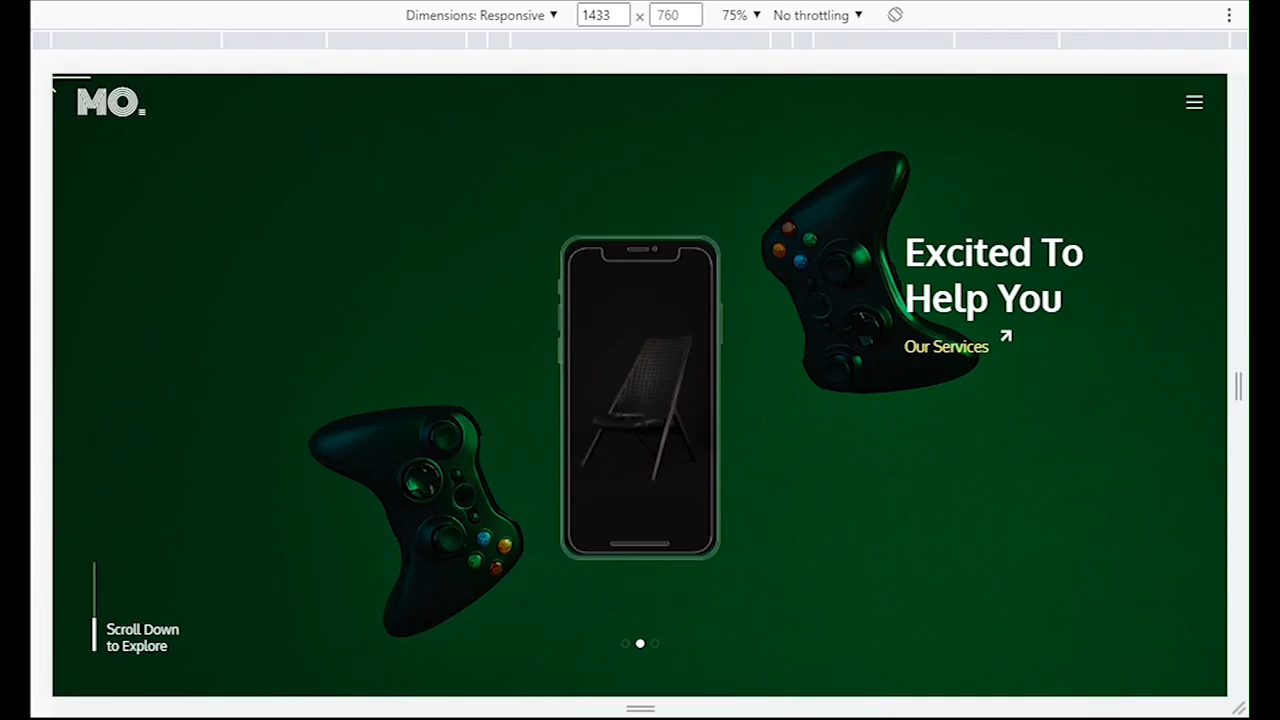 Dimensions: Responsive
1433 × 760
75%
No throttling
MO.
Excited To
Help You
Our Services
Scroll Down
to Explore